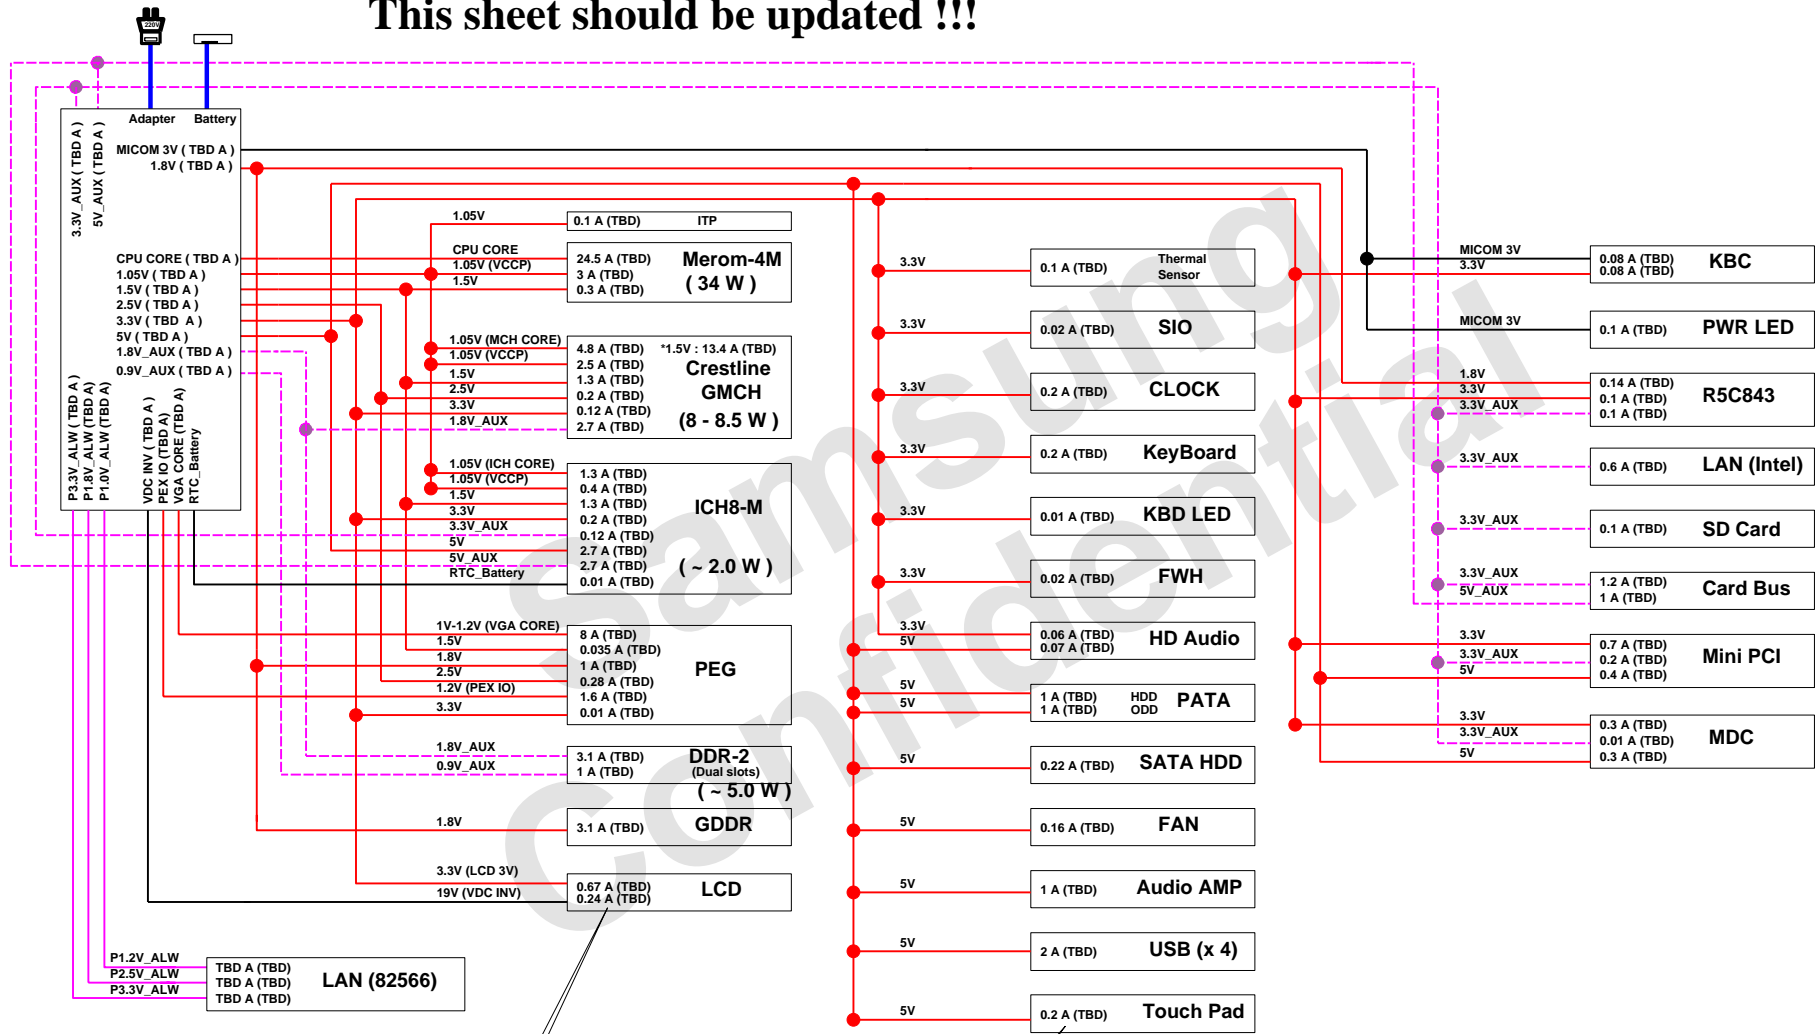 This sheet should be updated !!!
220V
Adapter
Battery
3.3V_AUX ( TBD A )
5V_AUX ( TBD A )
MICOM 3V ( TBD A )
1.8V ( TBD A )
CPU CORE ( TBD A )
1.05V ( TBD A )
1.5V ( TBD A )
2.5V ( TBD A )
3.3V ( TBD A )
5V ( TBD A )
1.8V_AUX ( TBD A )
0.9V_AUX ( TBD A )
P3.3V_ALW ( TBD A )
P1.8V_ALW (TBD A)
P1.0V_ALW (TBD A)
VDC INV ( TBD A )
PEX IO (TBD A)
VGA CORE (TBD A)
RTC_Battery
1.05V
0.1 A (TBD)
ITP
CPU CORE
1.05V (VCCP)
1.5V
24.5 A (TBD)
3 A (TBD)
0.3 A (TBD)
Merom-4M
( 34 W )
1.05V (MCH CORE)
1.05V (VCCP)
1.5V
2.5V
3.3V
1.8V_AUX
4.8 A (TBD)
2.5 A (TBD)
1.3 A (TBD)
0.2 A (TBD)
0.12 A (TBD)
2.7 A (TBD)
*1.5V : 13.4 A (TBD)
Crestline
GMCH
(8 - 8.5 W )
1.05V (ICH CORE)
1.05V (VCCP)
1.5V
3.3V
3.3V_AUX
5V
5V_AUX
RTC_Battery
1.3 A (TBD)
0.4 A (TBD)
1.3 A (TBD)
0.2 A (TBD)
0.12 A (TBD)
2.7 A (TBD)
2.7 A (TBD)
0.01 A (TBD)
ICH8-M
( ~ 2.0 W )
1V-1.2V (VGA CORE)
1.5V
1.8V
2.5V
1.2V (PEX IO)
3.3V
8 A (TBD)
0.035 A (TBD)
1 A (TBD)
0.28 A (TBD)
1.6 A (TBD)
0.01 A (TBD)
PEG
1.8V_AUX
0.9V_AUX
3.1 A (TBD)
1 A (TBD)
DDR-2
(Dual slots)
( ~ 5.0 W )
1.8V
3.1 A (TBD)
GDDR
3.3V (LCD 3V)
19V (VDC INV)
0.67 A (TBD)
0.24 A (TBD)
LCD
P1.2V_ALW
P2.5V_ALW
P3.3V_ALW
TBD A (TBD)
TBD A (TBD)
TBD A (TBD)
LAN (82566)
3.3V
0.1 A (TBD)
Thermal
Sensor
3.3V
0.02 A (TBD)
SIO
3.3V
0.2 A (TBD)
CLOCK
3.3V
0.2 A (TBD)
KeyBoard
3.3V
0.01 A (TBD)
KBD LED
3.3V
0.02 A (TBD)
FWH
3.3V
5V
0.06 A (TBD)
0.07 A (TBD)
HD Audio
5V
5V
1 A (TBD)
HDD
1 A (TBD)
ODD
PATA
5V
0.22 A (TBD)
SATA HDD
5V
0.16 A (TBD)
FAN
5V
1 A (TBD)
Audio AMP
5V
2 A (TBD)
USB (x 4)
5V
0.2 A (TBD)
Touch Pad
MICOM 3V
3.3V
0.08 A (TBD)
0.08 A (TBD)
KBC
MICOM 3V
0.1 A (TBD)
PWR LED
1.8V
3.3V
3.3V_AUX
0.14 A (TBD)
0.1 A (TBD)
0.1 A (TBD)
R5C843
3.3V_AUX
0.6 A (TBD)
LAN (Intel)
3.3V_AUX
0.1 A (TBD)
SD Card
3.3V_AUX
5V_AUX
1.2 A (TBD)
1 A (TBD)
Card Bus
3.3V
3.3V_AUX
5V
0.7 A (TBD)
0.2 A (TBD)
0.4 A (TBD)
Mini PCI
3.3V
3.3V_AUX
5V
0.3 A (TBD)
0.01 A (TBD)
0.3 A (TBD)
MDC
Samsung
Confidential